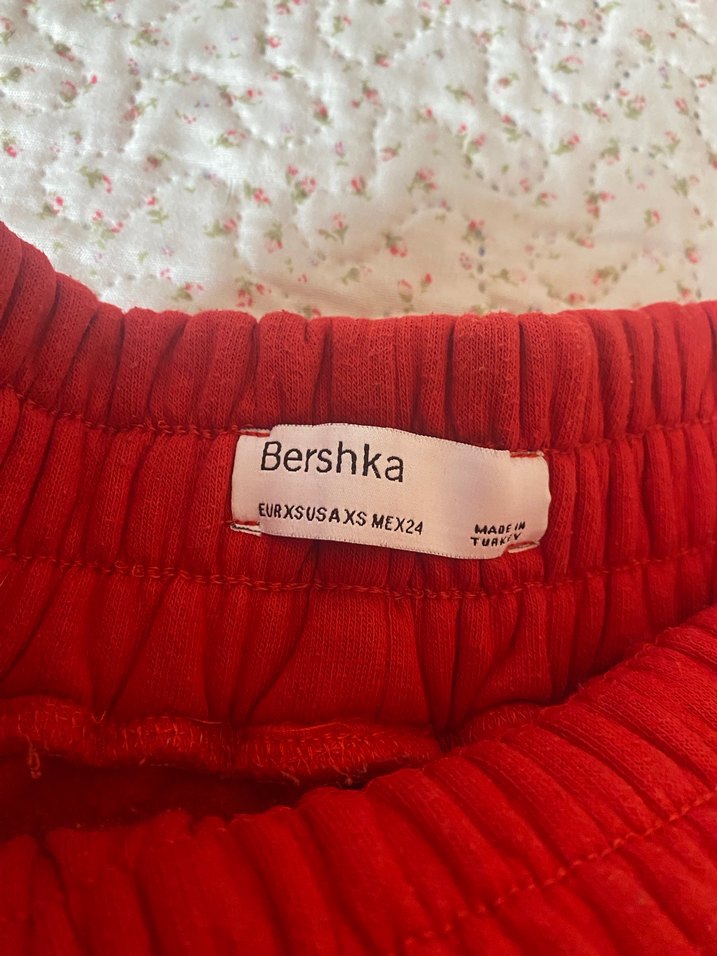 Bershka
EUR XS USA XS MEX 24
MADE IN
TURKEY